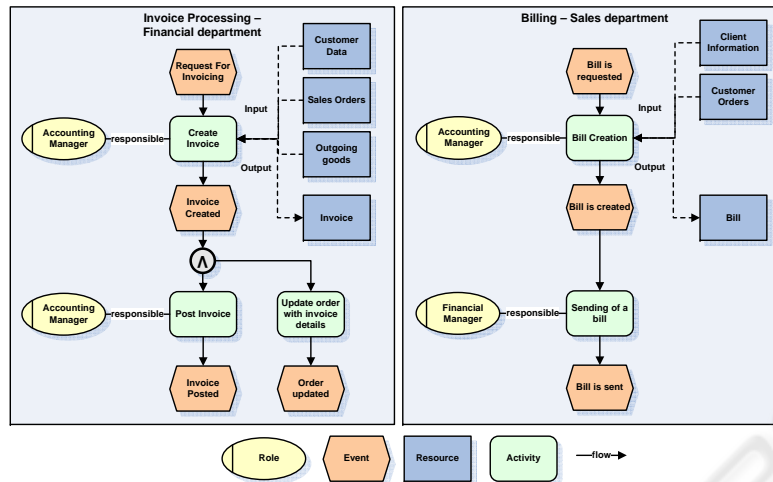 Invoice Processing –
Financial department
Customer
Data
Request For
Invoicing
Input
Sales Orders
Accounting
Manager
responsible
Create
Invoice
Output
Outgoing
goods
Invoice
Created
Invoice
Λ
Accounting
Manager
responsible
Post Invoice
Update order
with invoice
details
Invoice
Posted
Order
updated
Billing – Sales department
Client
Information
Bill is
requested
Customer
Orders
Input
Accounting
Manager
responsible
Bill Creation
Output
Bill is created
Bill
Financial
Manager
responsible
Sending of a
bill
Bill is sent
Role
Event
Resource
Activity
flow